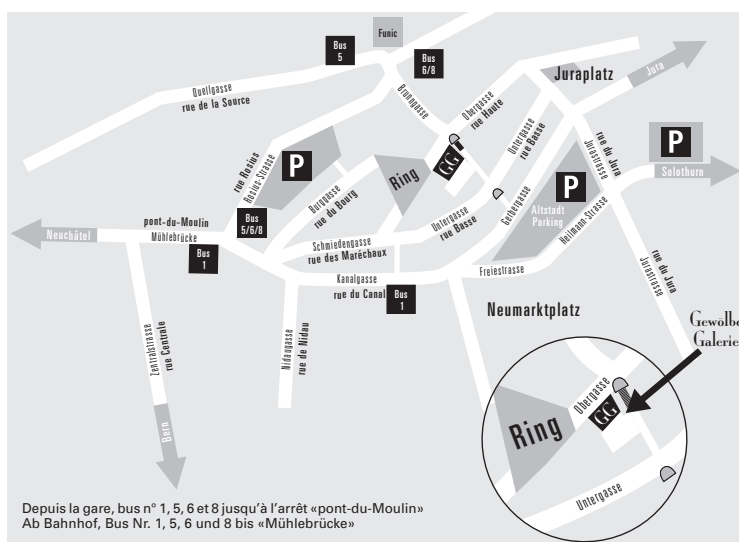 Bus
5
Funic
Bus
6/8
Juraplatz
Jura
Quellgasse
rue de la Source
Brunngasse
Obergasse
rue Haute
Untergasse
rue Basse
rue du Jura
Jurastrasse
P
Solothurn
rue Rosius
Rosius-Strasse
P
Ring
GG
P
Altstadt
Parking
Gerbergasse
Heilmann-Strasse
Burggasse
rue du Bourg
Untergasse
rue Basse
Neuchâtel
pont-du-Moulin
Mühlebrücke
Bus
5/6/8
Bus
1
Schmiedengasse
rue des Maréchaux
Kanalgasse
rue du Canal
Bus
1
Freiestrasse
rue du Jura
Jurastrasse
Neumarktplatz
Zentralstrasse
rue Centrale
Nidaugasse
rue de Nidau
Bern
Gewölbe
Galerie
Obergasse
GG
Ring
Untergasse
Depuis la gare, bus n° 1, 5, 6 et 8 jusqu’à l’arrêt «pont-du-Moulin»
Ab Bahnhof, Bus Nr. 1, 5, 6 und 8 bis «Mühlebrücke»